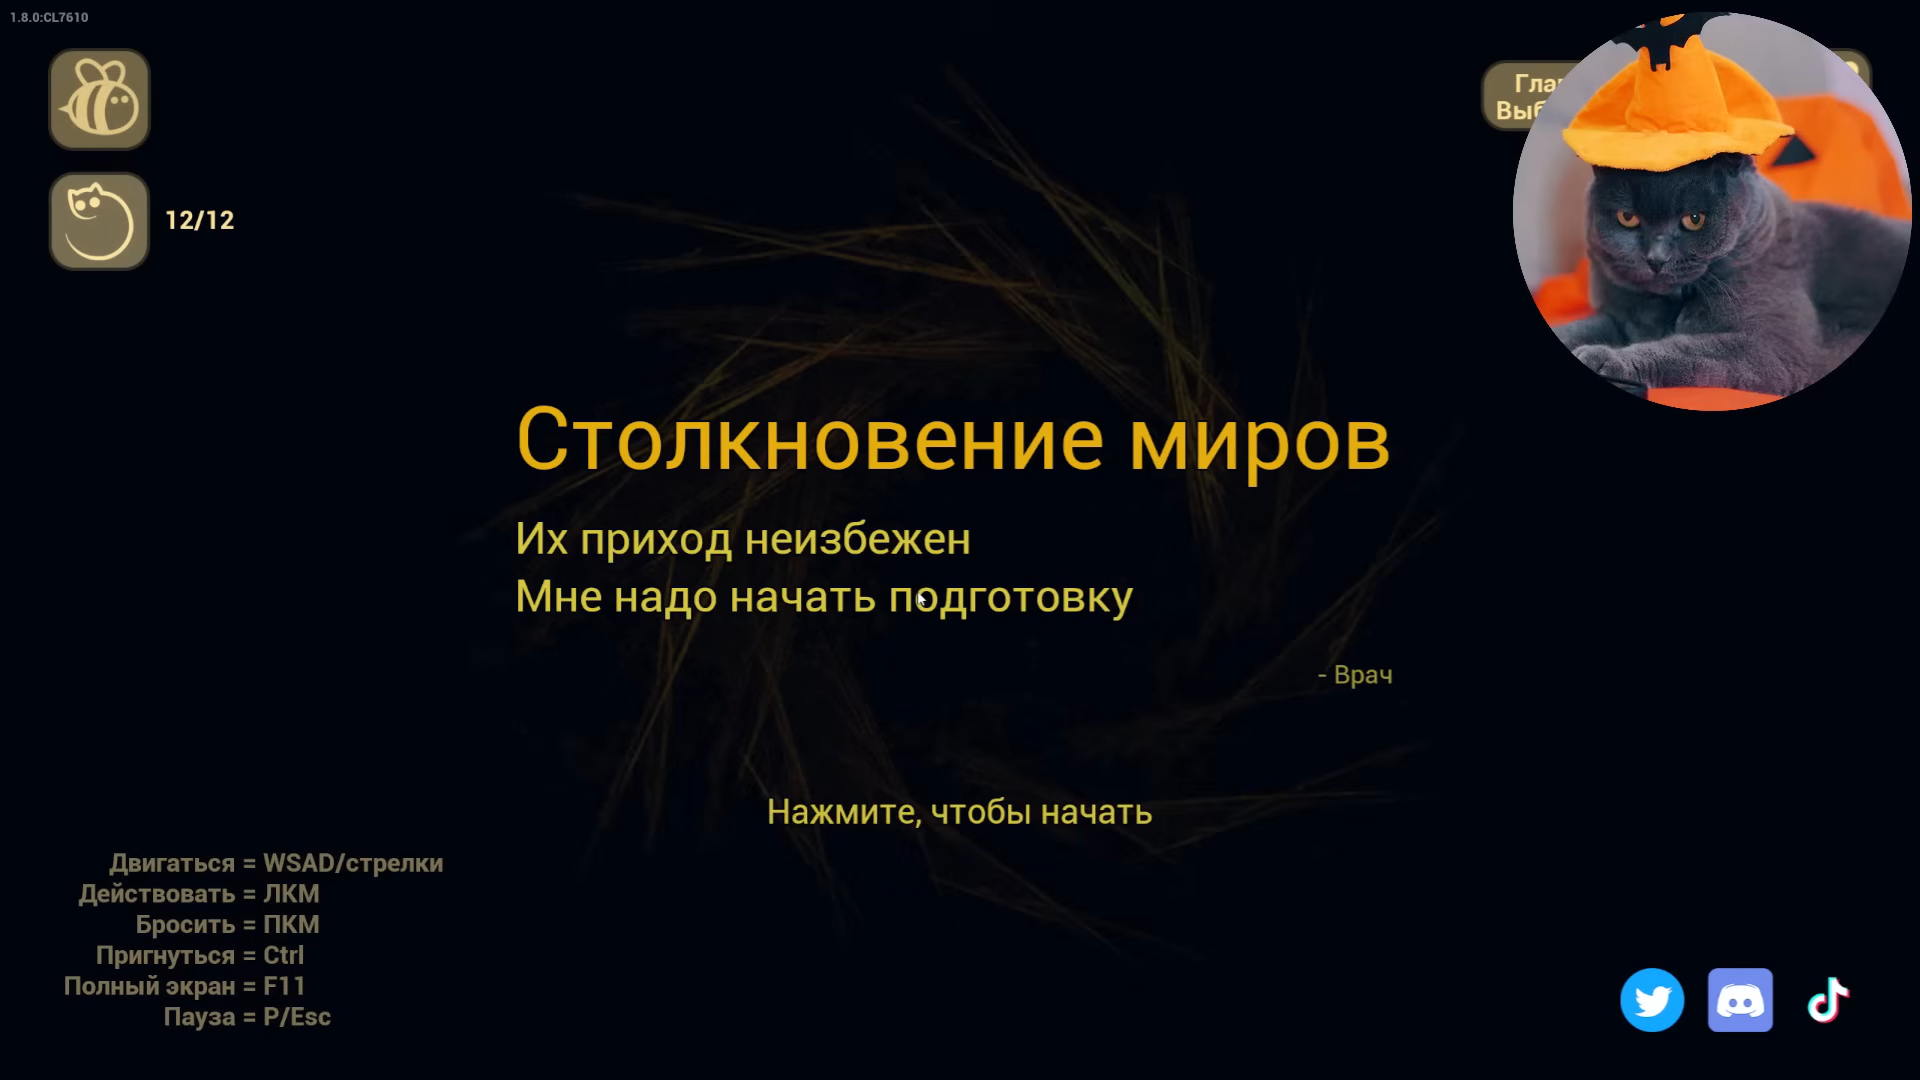 1.8.0:CL7610
12/12
Столкновение миров
Их приход неизбежен
Мне надо начать подготовку
- Врач
Нажмите, чтобы начать
Двигаться = WSAD/стрелки
Действовать = ЛКМ
Бросить = ПКМ
Пригнуться = Ctrl
Полный экран = F11
Пауза = P/Esc